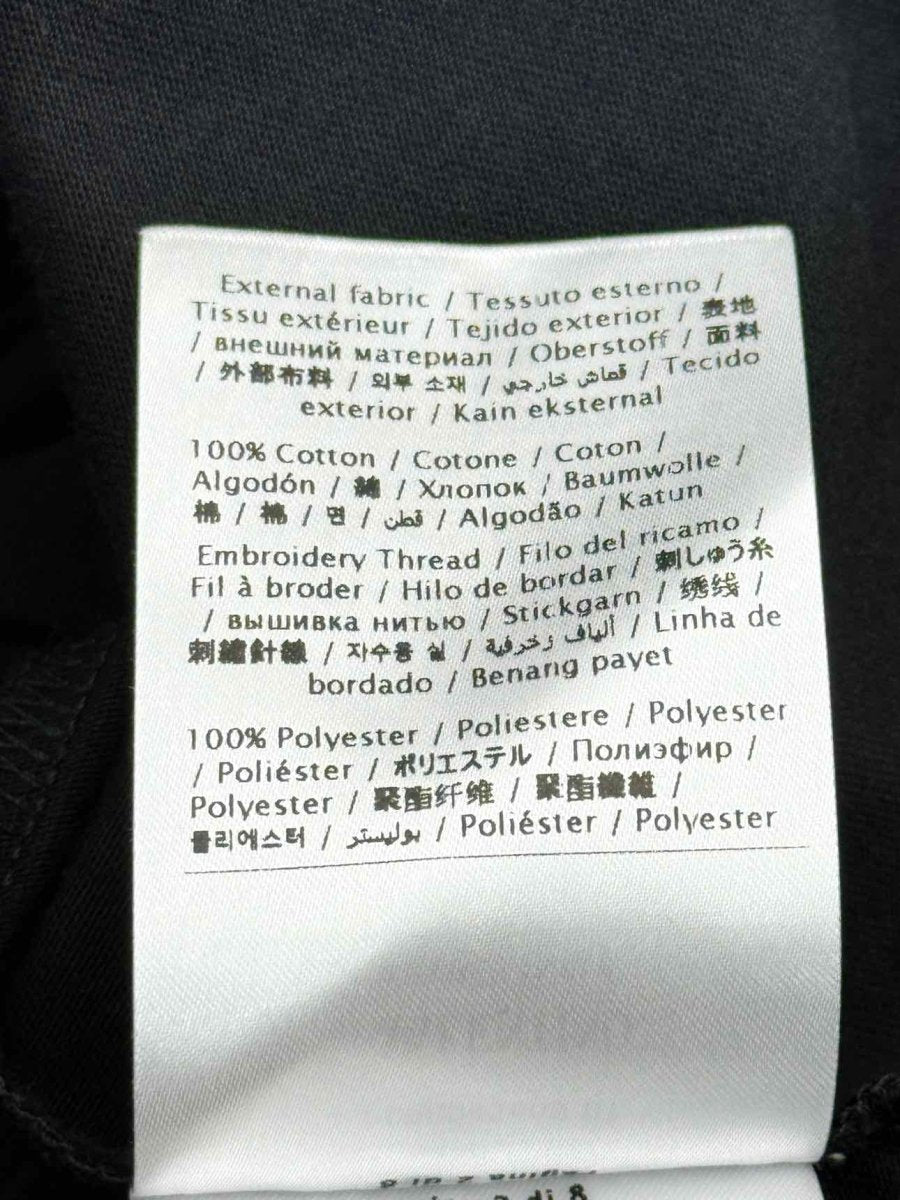 External fabric / Tessuto esterno /
Tissu extérieur / Tejido exterior / 表地
/ внешний материал / Oberstoff / 面料
/ 外部布料 / 외부 소재 / قماش خارجي / Tecido
exterior / Kain eksternal
100% Cotton / Cotone / Coton /
Algodón / 綿 / Хлопок / Baumwolle /
棉 / 棉 / 면 / قطن / Algodão / Katun
Embroidery Thread / Filo del ricamo /
Fil à broder / Hilo de bordar / 刺しゅう糸
/ вышивка нитью / Stickgarn / 绣线 /
刺繡針線 / 자수용 실 / ألياف زخرفية / Linha de
bordado / Benang payet
100% Polyester / Poliestere / Polyester
/ Poliéster / ポリエステル / Полиэфир /
Polyester / 聚酯纤维 / 聚酯纖維 /
폴리에스터 / بوليستر / Poliéster / Polyester
di 8